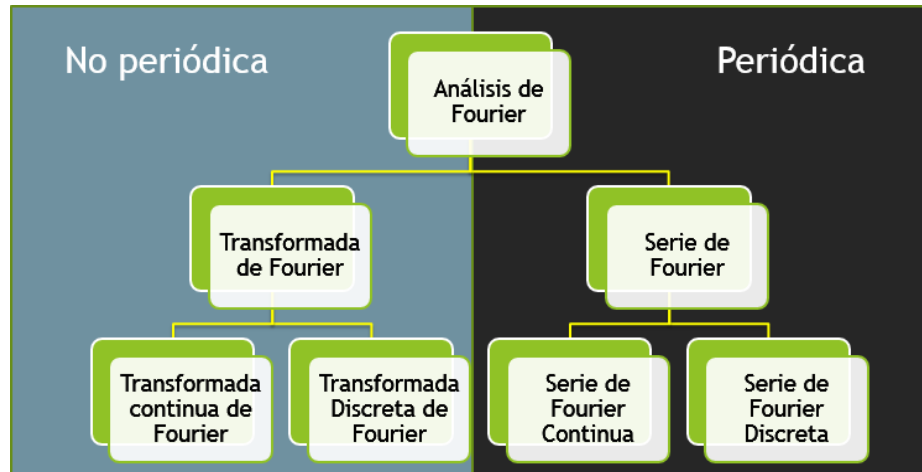 No periódica
Periódica
Análisis de
Fourier
Transformada
de Fourier
Serie de
Fourier
Transformada
continua de
Fourier
Transformada
Discreta de
Fourier
Serie de
Fourier
Continua
Serie de
Fourier
Discreta